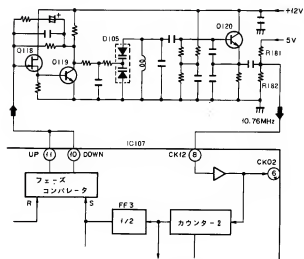 +12V
Q120
Q118
D105
5V
Q119
R181
R182
10.76MHz
IC107
UP
11
10
DOWN
CK12
8
CK02
6
フェーズ
コンパレータ
FF3
1/2
カウンター2
R
S